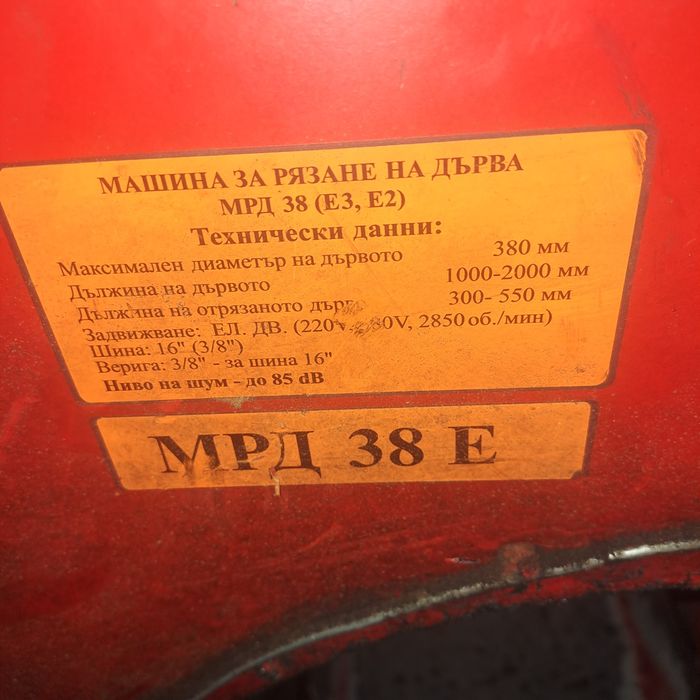 МАШИНА ЗА РЯЗАНЕ НА ДЪРВА
МРД 38 (Е3, Е2)
Технически данни:
Максимален диаметър на дървото 380 мм
Дължина на дървото 1000-2000 мм
Дължина на отрязаното 300- 550 мм
Задвижване: ЕЛ. ДВ. (220V 2850 об./мин)
Шина: 16" (3/8")
Верига: 3/8" - за шина 16"
Ниво на шум - до 85 dB
МРД 38 Е